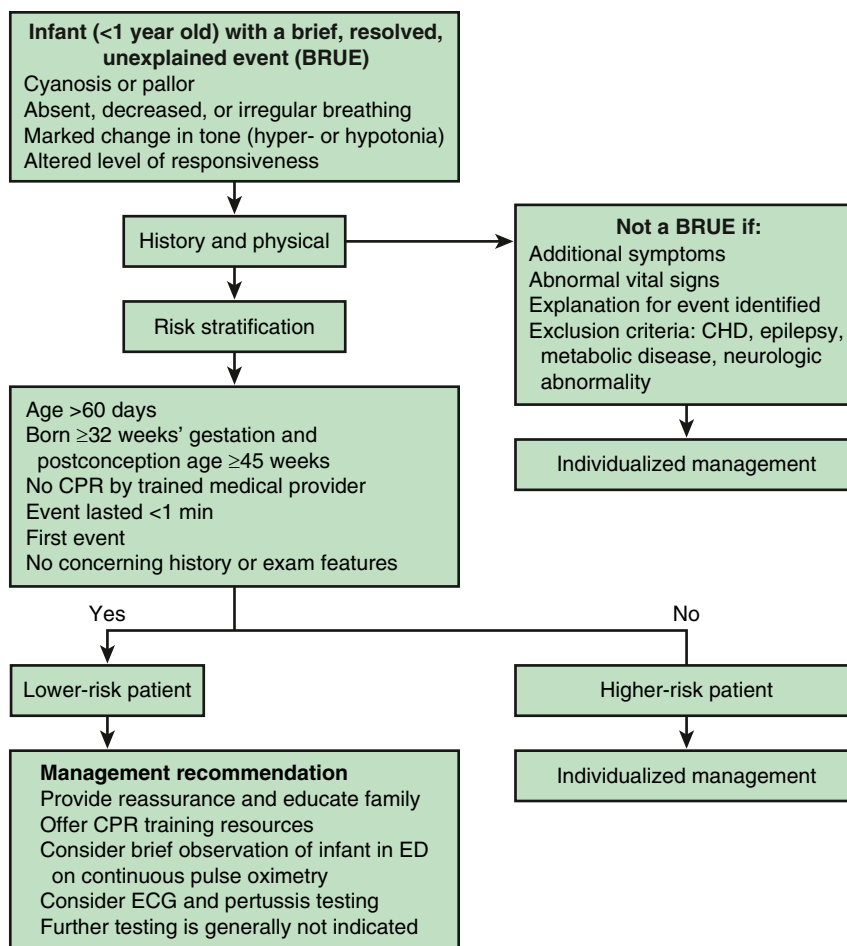 Infant (<1 year old) with a brief, resolved,
unexplained event (BRUE)
Cyanosis or pallor
Absent, decreased, or irregular breathing
Marked change in tone (hyper- or hypotonia)
Altered level of responsiveness
History and physical
Not a BRUE if:
Additional symptoms
Abnormal vital signs
Explanation for event identified
Exclusion criteria: CHD, epilepsy,
metabolic disease, neurologic
abnormality
Risk stratification
Individualized management
Age >60 days
Born ≥32 weeks' gestation and
postconception age ≥45 weeks
No CPR by trained medical provider
Event lasted <1 min
First event
No concerning history or exam features
Yes
No
Lower-risk patient
Higher-risk patient
Management recommendation
Provide reassurance and educate family
Offer CPR training resources
Consider brief observation of infant in ED
on continuous pulse oximetry
Consider ECG and pertussis testing
Further testing is generally not indicated
Individualized management